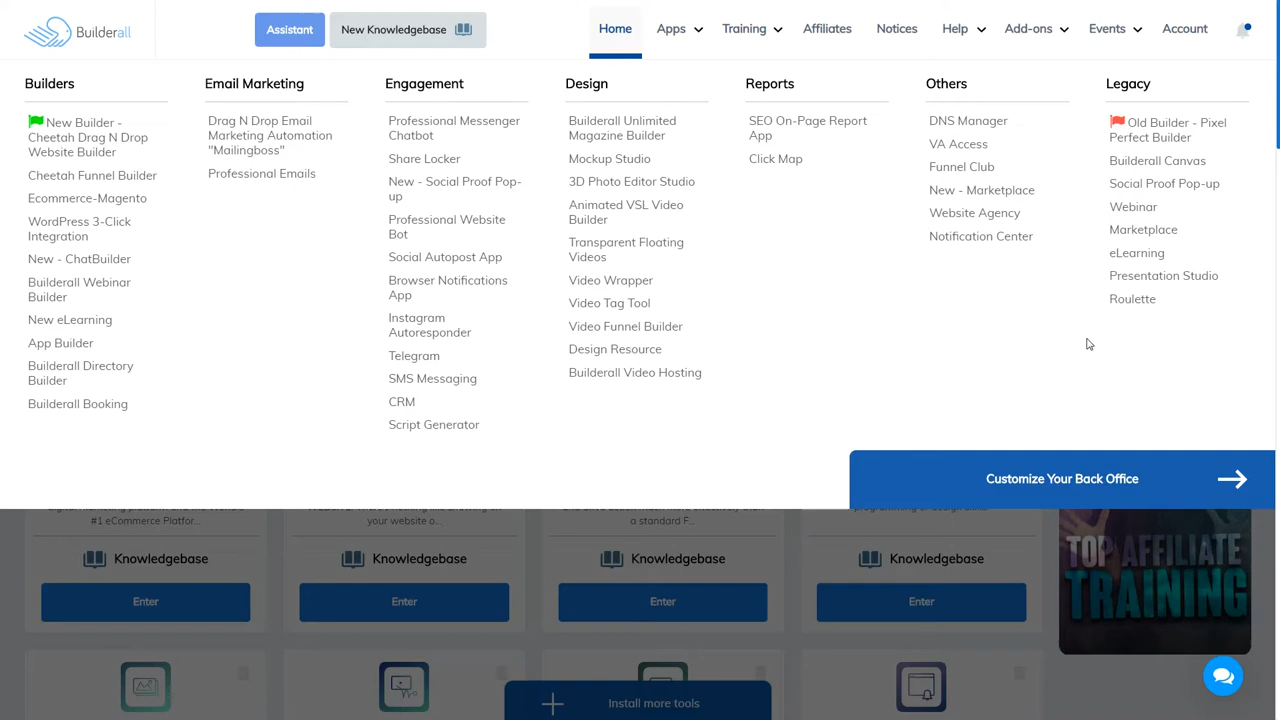 Builderall
Assistant
New Knowledgebase
Home
Apps
Training
Affiliates
Notices
Help
Add-ons
Events
Account
Builders
New Builder -
Cheetah Drag N Drop
Website Builder
Cheetah Funnel Builder
Ecommerce-Magento
WordPress 3-Click
Integration
New - ChatBuilder
Builderall Webinar
Builder
New eLearning
App Builder
Builderall Directory
Builder
Builderall Booking
Email Marketing
Drag N Drop Email
Marketing Automation
"Mailingboss"
Professional Emails
Engagement
Professional Messenger
Chatbot
Share Locker
New - Social Proof Pop-
up
Professional Website
Bot
Social Autopost App
Browser Notifications
App
Instagram
Autoresponder
Telegram
SMS Messaging
CRM
Script Generator
Design
Builderall Unlimited
Magazine Builder
Mockup Studio
3D Photo Editor Studio
Animated VSL Video
Builder
Transparent Floating
Videos
Video Wrapper
Video Tag Tool
Video Funnel Builder
Design Resource
Builderall Video Hosting
Reports
SEO On-Page Report
App
Click Map
Others
DNS Manager
VA Access
Funnel Club
New - Marketplace
Website Agency
Notification Center
Legacy
Old Builder - Pixel
Perfect Builder
Builderall Canvas
Social Proof Pop-up
Webinar
Marketplace
eLearning
Presentation Studio
Roulette
Customize Your Back Office
#1 eCommerce Platfor...
your website o...
a standard F...
Knowledgebase
Knowledgebase
Knowledgebase
Knowledgebase
Enter
Enter
Enter
Enter
TOP AFFILIATE
TRAINING
Install more tools